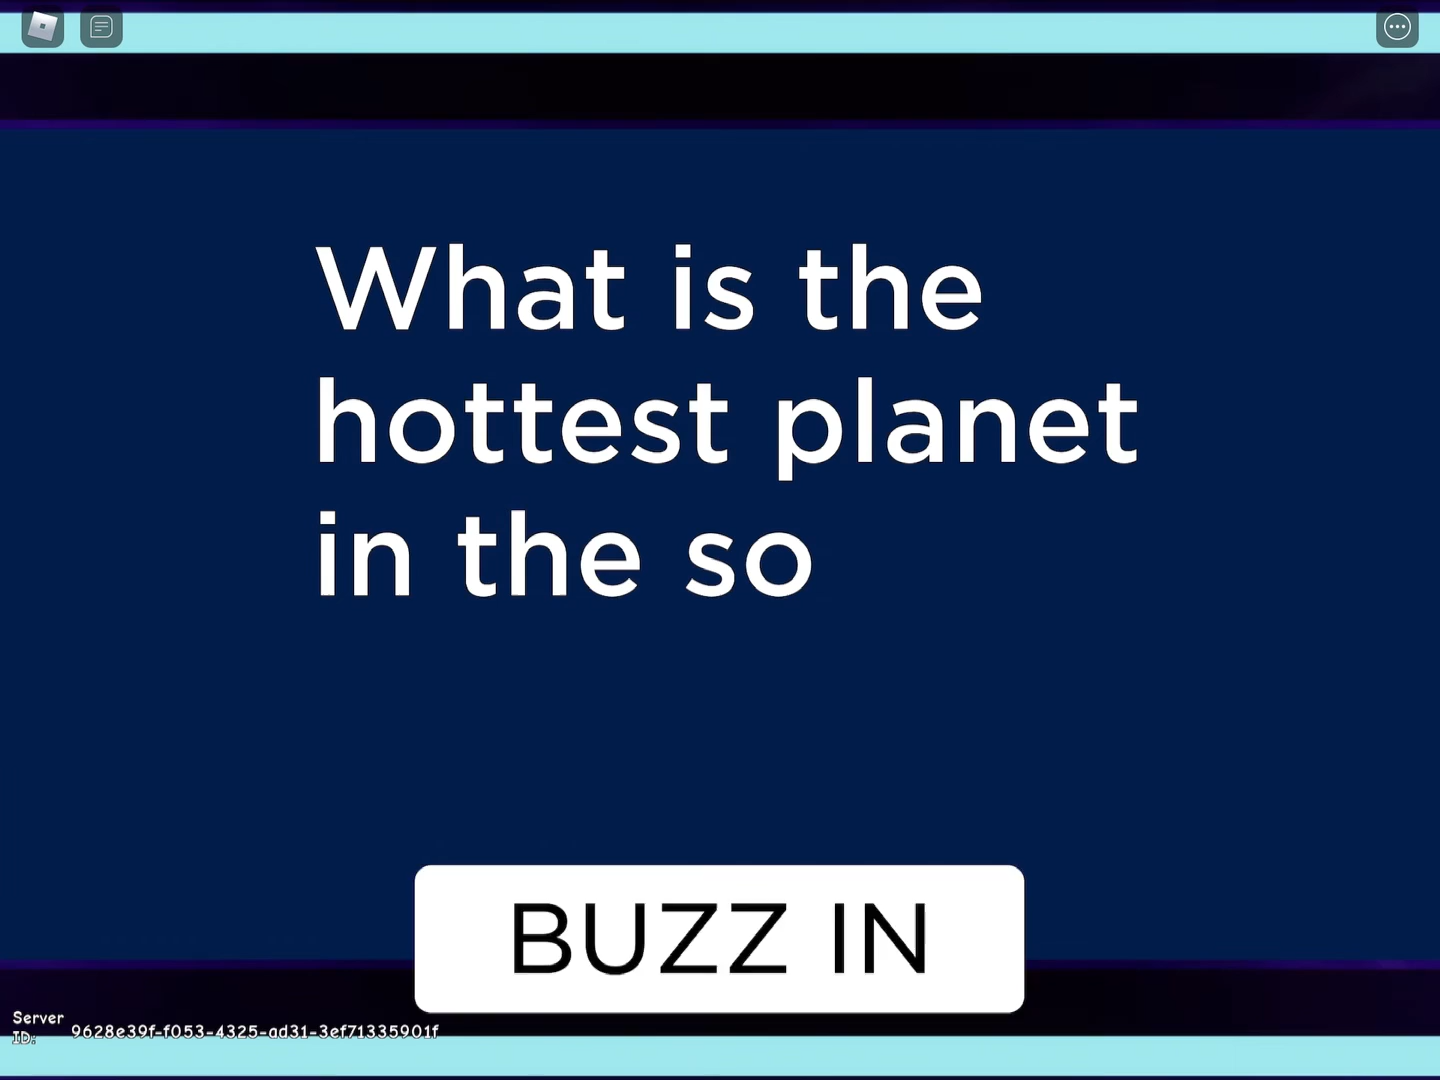 What is the
hottest planet
in the so
BUZZ IN
Server
ID: 9628e39f-f053-4325-ad31-3ef71335901f